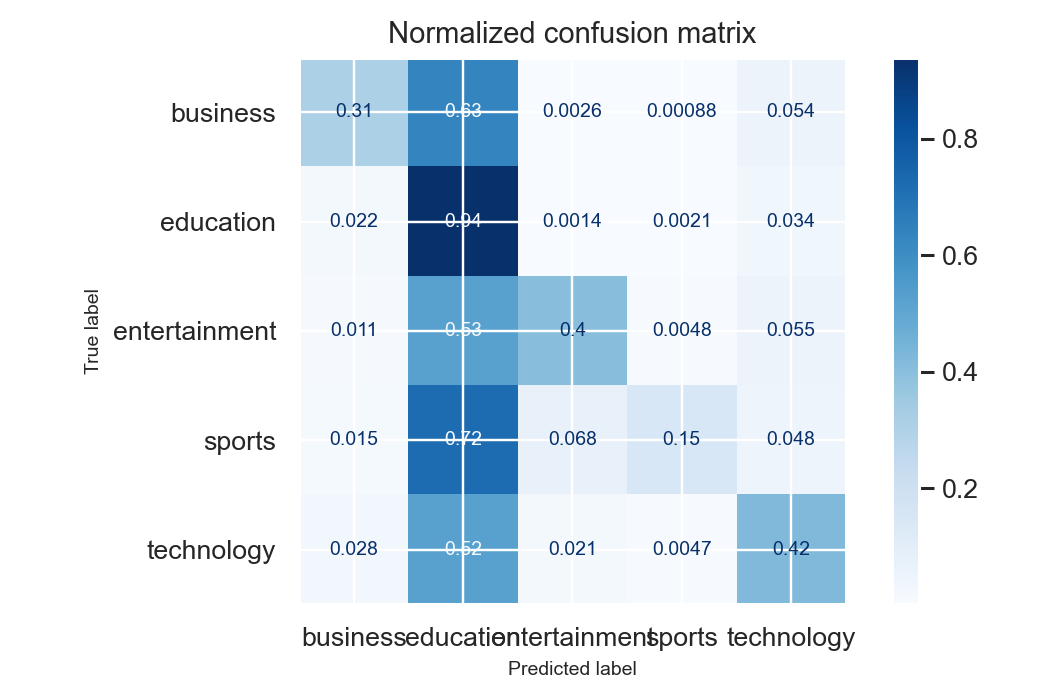 Normalized confusion matrix
business 0.31 0.63 0.0026 0.00088 0.054
education 0.022 0.94 0.0014 0.0021 0.034
entertainment 0.011 0.53 0.4 0.0048 0.055
sports 0.015 0.72 0.068 0.15 0.048
technology 0.028 0.52 0.021 0.0047 0.42
True label
business education entertainment sports technology
Predicted label
0.8
0.6
0.4
0.2